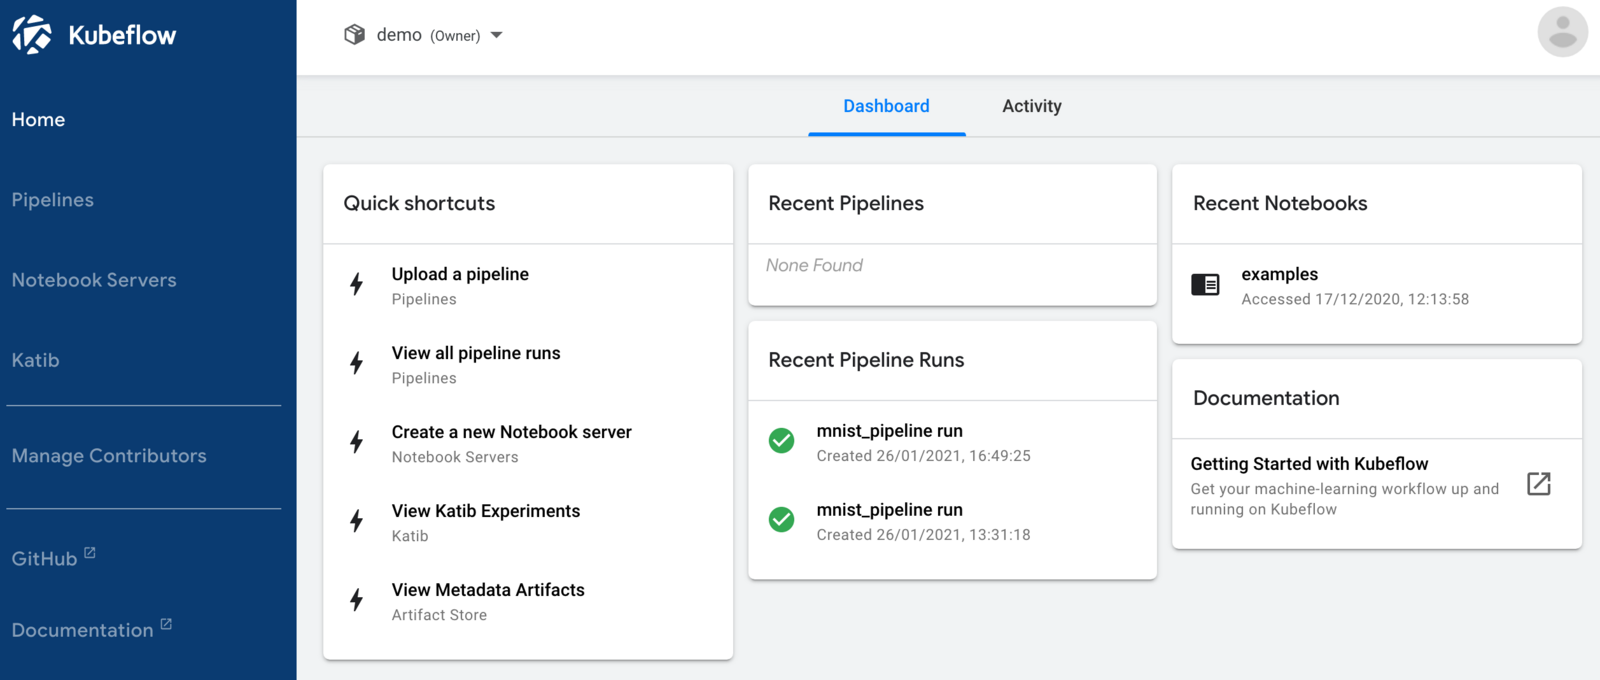 Kubeflow
demo (Owner)
Home
Pipelines
Notebook Servers
Katib
Manage Contributors
GitHub
Documentation
Dashboard
Activity
Quick shortcuts
Upload a pipeline
Pipelines
View all pipeline runs
Pipelines
Create a new Notebook server
Notebook Servers
View Katib Experiments
Katib
View Metadata Artifacts
Artifact Store
Recent Pipelines
None Found
Recent Pipeline Runs
mnist_pipeline run
Created 26/01/2021, 16:49:25
mnist_pipeline run
Created 26/01/2021, 13:31:18
Recent Notebooks
examples
Accessed 17/12/2020, 12:13:58
Documentation
Getting Started with Kubeflow
Get your machine-learning workflow up and
running on Kubeflow